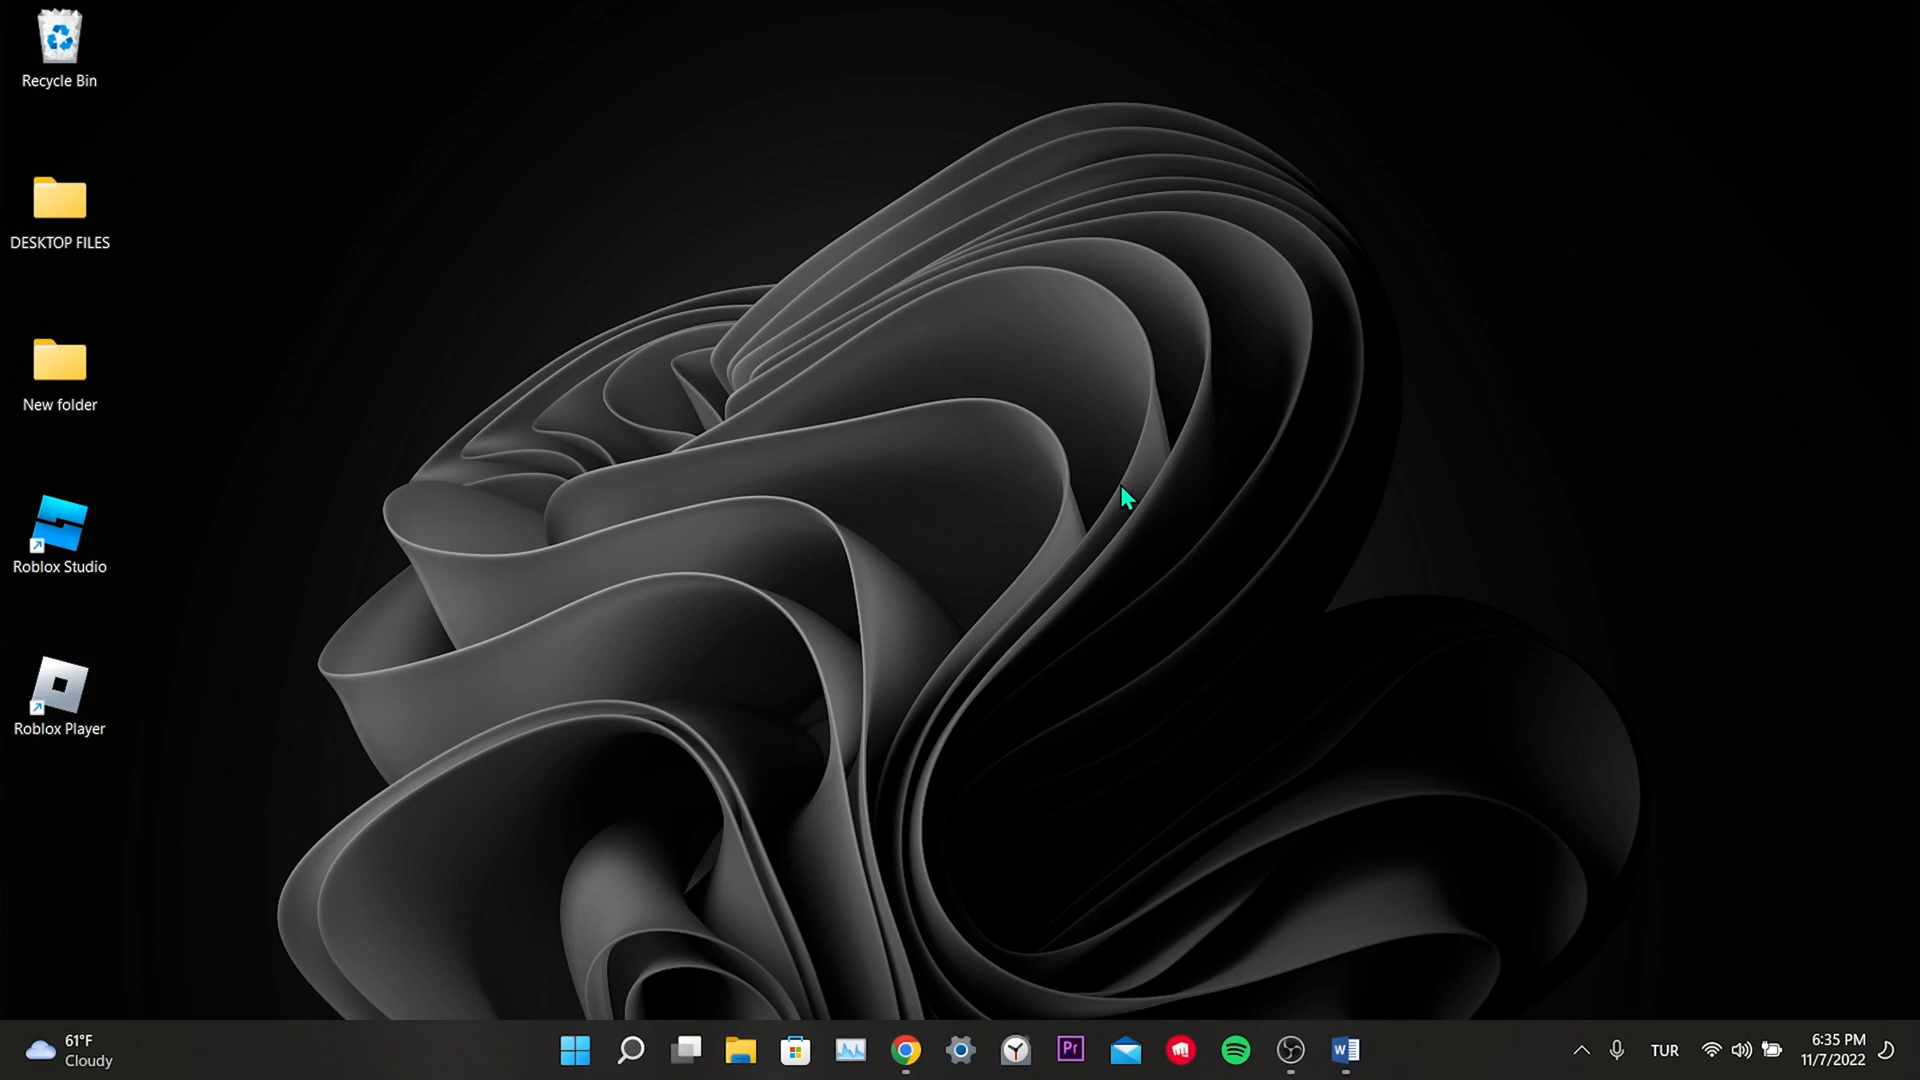 Recycle Bin
DESKTOP FILES
New folder
Roblox Studio
Roblox Player
61°F
Cloudy
Pr
W
TUR
6:35 PM
11/7/2022